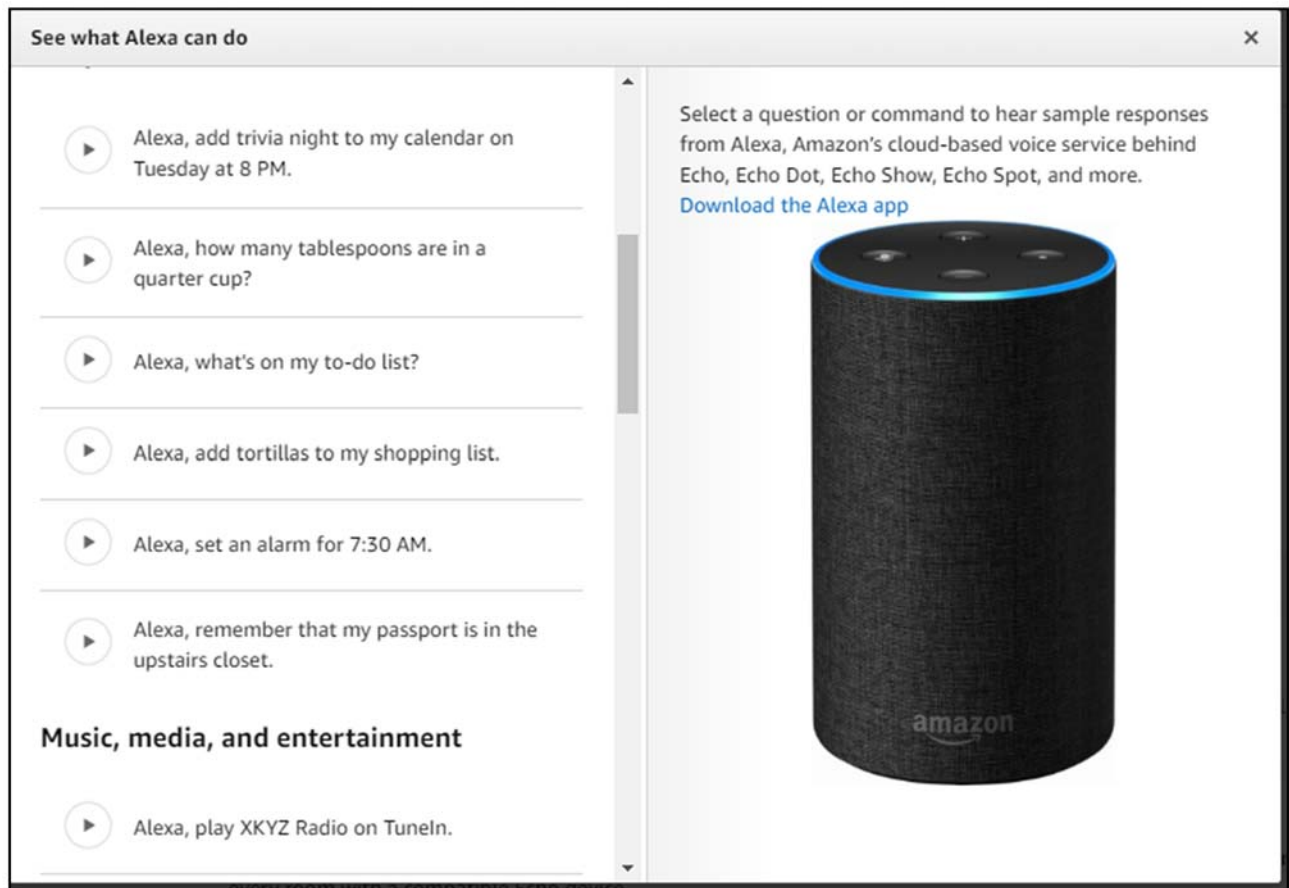 See what Alexa can do
Alexa, add trivia night to my calendar on
Tuesday at 8 PM.
Alexa, how many tablespoons are in a
quarter cup?
Alexa, what's on my to-do list?
Alexa, add tortillas to my shopping list.
Alexa, set an alarm for 7:30 AM.
Alexa, remember that my passport is in the
upstairs closet.
Music, media, and entertainment
Alexa, play XKYZ Radio on TuneIn.
Select a question or command to hear sample responses
from Alexa, Amazon's cloud-based voice service behind
Echo, Echo Dot, Echo Show, Echo Spot, and more.
Download the Alexa app
amazon